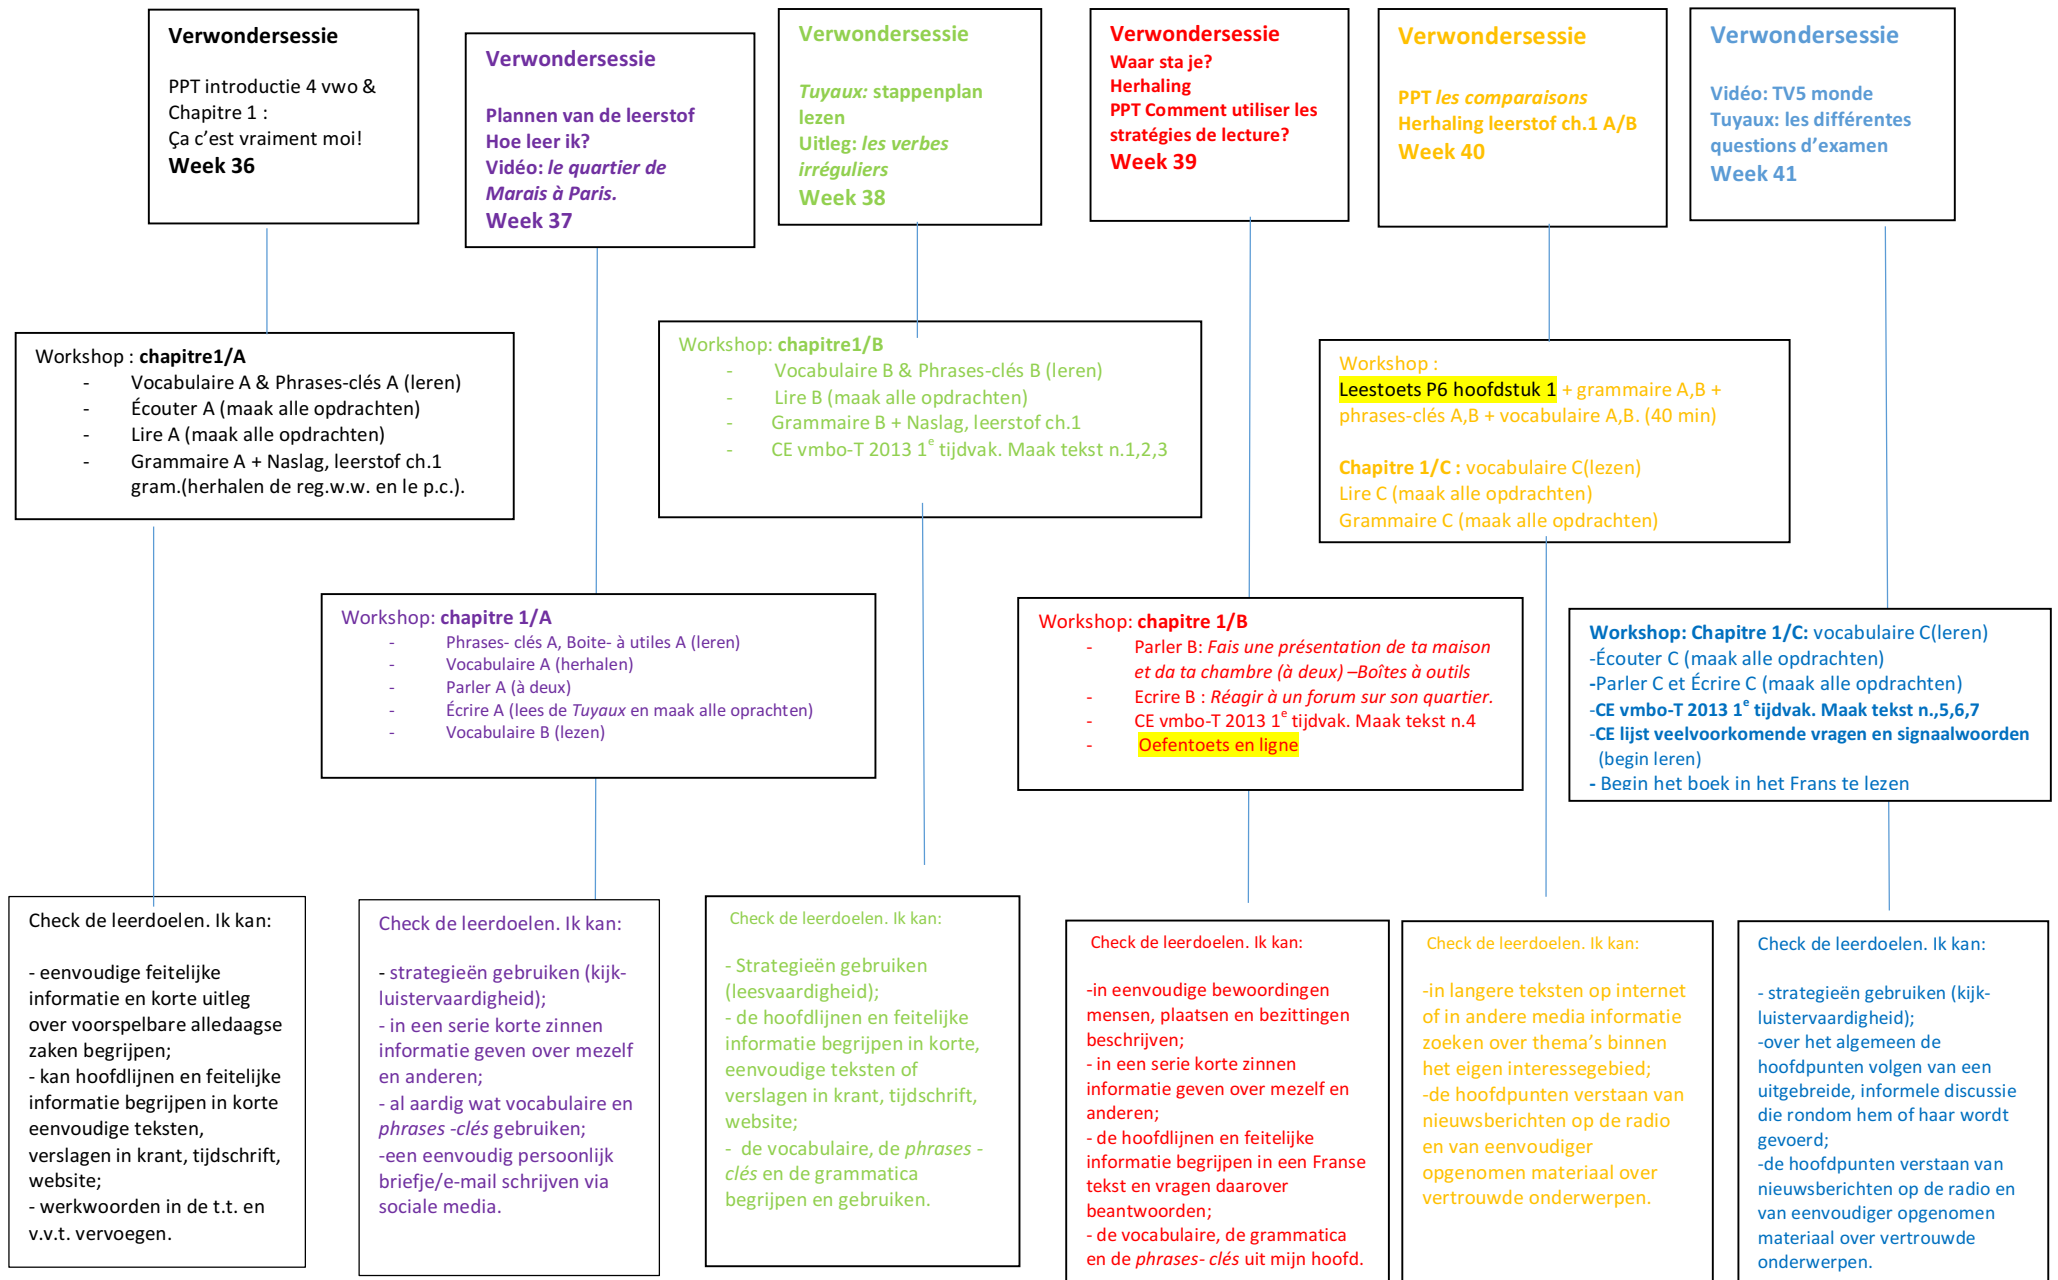 Verwondersessie
PPT introductie 4 vwo &
Chapitre 1 :
Ça c’est vraiment moi!
Week 36
Verwondersessie
Plannen van de leerstof
Hoe leer ik?
Vidéo: le quartier de
Marais à Paris.
Week 37
Verwondersessie
Tuyaux: stappenplan
lezen
Uitleg: les verbes
irréguliers
Week 38
Verwondersessie
Waar sta je?
Herhaling
PPT Comment utiliser les
stratégies de lecture?
Week 39
Verwondersessie
PPT les comparaisons
Herhaling leerstof ch.1 A/B
Week 40
Verwondersessie
Vidéo: TV5 monde
Tuyaux: les différentes
questions d’examen
Week 41
Workshop : chapitre1/A
- Vocabulaire A & Phrases-clés A (leren)
- Écouter A (maak alle opdrachten)
- Lire A (maak alle opdrachten)
- Grammaire A + Naslag, leerstof ch.1
gram.(herhalen de reg.w.w. en le p.c.).
Workshop: chapitre 1/A
- Phrases- clés A, Boite- à utiles A (leren)
- Vocabulaire A (herhalen)
- Parler A (à deux)
- Écrire A (lees de Tuyaux en maak alle oprachten)
- Vocabulaire B (lezen)
Workshop: chapitre1/B
- Vocabulaire B & Phrases-clés B (leren)
- Lire B (maak alle opdrachten)
- Grammaire B + Naslag, leerstof ch.1
- CE vmbo-T 2013 1e tijdvak. Maak tekst n.1,2,3
Workshop: chapitre 1/B
- Parler B: Fais une présentation de ta maison
et da ta chambre (à deux) –Boîtes à outils
- Ecrire B : Réagir à un forum sur son quartier.
- CE vmbo-T 2013 1e tijdvak. Maak tekst n.4
- Oefentoets en ligne
Workshop :
Leestoets P6 hoofdstuk 1 + grammaire A,B +
phrases-clés A,B + vocabulaire A,B. (40 min)
Chapitre 1/C : vocabulaire C(lezen)
Lire C (maak alle opdrachten)
Grammaire C (maak alle opdrachten)
Workshop: Chapitre 1/C: vocabulaire C(leren)
-Écouter C (maak alle opdrachten)
-Parler C et Écrire C (maak alle opdrachten)
-CE vmbo-T 2013 1e tijdvak. Maak tekst n.,5,6,7
-CE lijst veelvoorkomende vragen en signaalwoorden
(begin leren)
- Begin het boek in het Frans te lezen
Check de leerdoelen. Ik kan:
- eenvoudige feitelijke
informatie en korte uitleg
over voorspelbare alledaagse
zaken begrijpen;
- kan hoofdlijnen en feitelijke
informatie begrijpen in korte
eenvoudige teksten,
verslagen in krant, tijdschrift,
website;
- werkwoorden in de t.t. en
v.v.t. vervoegen.
Check de leerdoelen. Ik kan:
- strategieën gebruiken (kijk-
luistervaardigheid);
- in een serie korte zinnen
informatie geven over mezelf
en anderen;
- al aardig wat vocabulaire en
phrases -clés gebruiken;
-een eenvoudig persoonlijk
briefje/e-mail schrijven via
sociale media.
Check de leerdoelen. Ik kan:
- Strategieën gebruiken
(leesvaardigheid);
- de hoofdlijnen en feitelijke
informatie begrijpen in korte,
eenvoudige teksten of
verslagen in krant, tijdschrift,
website;
- de vocabulaire, de phrases -
clés en de grammatica
begrijpen en gebruiken.
Check de leerdoelen. Ik kan:
-in eenvoudige bewoordingen
mensen, plaatsen en bezittingen
beschrijven;
- in een serie korte zinnen
informatie geven over mezelf en
anderen;
- de hoofdlijnen en feitelijke
informatie begrijpen in een Franse
tekst en vragen daarover
beantwoorden;
- de vocabulaire, de grammatica
en de phrases- clés uit mijn hoofd.
Check de leerdoelen. Ik kan:
-in langere teksten op internet
of in andere media informatie
zoeken over thema’s binnen
het eigen interessegebied;
-de hoofdpunten verstaan van
nieuwsberichten op de radio
en van eenvoudiger
opgenomen materiaal over
vertrouwde onderwerpen.
Check de leerdoelen. Ik kan:
- strategieën gebruiken (kijk-
luistervaardigheid);
-over het algemeen de
hoofdpunten volgen van een
uitgebreide, informele discussie
die rondom hem of haar wordt
gevoerd;
-de hoofdpunten verstaan van
nieuwsberichten op de radio en
van eenvoudiger opgenomen
materiaal over vertrouwde
onderwerpen.